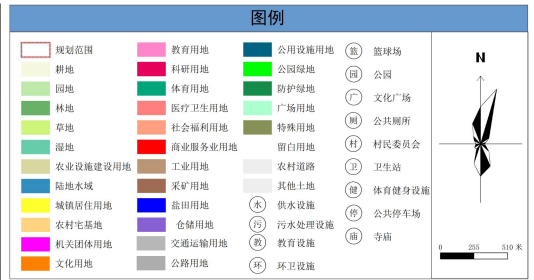 图例
规划范围
耕地
园地
林地
草地
湿地
农业设施建设用地
陆地水域
城镇居住用地
农村宅基地
机关团体用地
文化用地
教育用地
科研用地
体育用地
医疗卫生用地
社会福利用地
商业服务业用地
工业用地
采矿用地
盐田用地
仓储用地
交通运输用地
公路用地
公用设施用地
公园绿地
防护绿地
广场用地
特殊用地
留白用地
农村道路
其他土地
水 供水设施
污 污水处理设施
教 教育设施
环 环卫设施
篮 篮球场
园 公园
广 文化广场
厕 公共厕所
村 村民委员会
卫 卫生站
健 体育健身设施
停 公共停车场
庙 寺庙
N
0 255 510 米